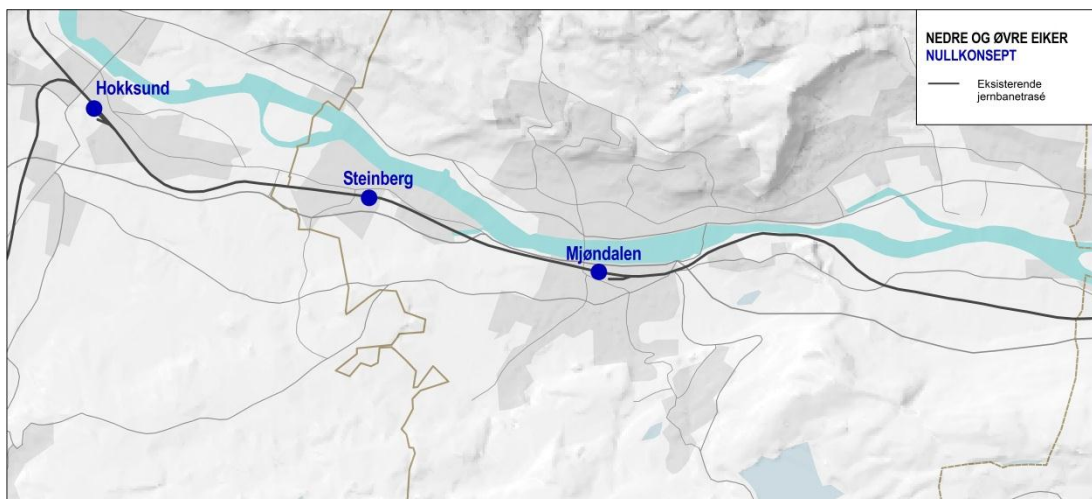 NEDRE OG ØVRE EIKER
NULLKONSEPT
Eksisterende
jernbanetrasé
Hokksund
Steinberg
Mjøndalen